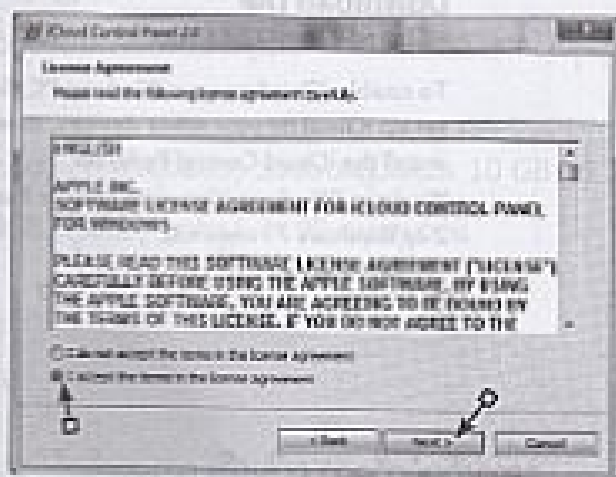 iCloud Control Panel 2.0
License Agreement
Please read the following license agreement carefully.
ENGLISH
APPLE INC.
SOFTWARE LICENSE AGREEMENT FOR ICLOUD CONTROL PANEL
FOR WINDOWS
PLEASE READ THIS SOFTWARE LICENSE AGREEMENT ("LICENSE")
CAREFULLY BEFORE USING THE APPLE SOFTWARE. BY USING
THE APPLE SOFTWARE, YOU ARE AGREEING TO BE BOUND BY
THE TERMS OF THIS LICENSE. IF YOU DO NOT AGREE TO THE
I do not accept the terms in the license agreement
I accept the terms in the license agreement
< Back
Next >
Cancel